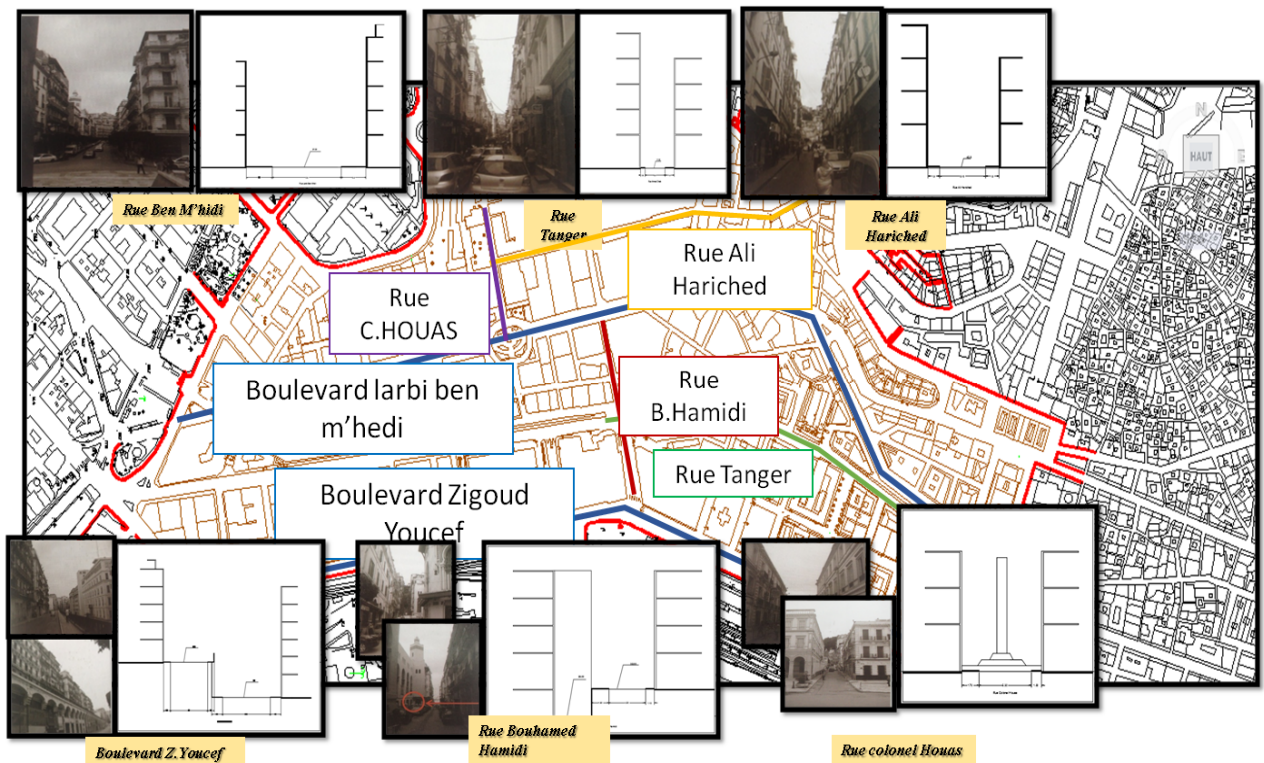 Rue Ben M'hidi
Rue
Tanger
Rue Ali
Hariched
N
HAUT
E
Rue Ali
Hariched
Rue
C.HOUAS
Boulevard larbi ben
m'hedi
Rue
B.Hamidi
Rue Tanger
Boulevard Zigoud
Youcef
Boulevard Z.Youcef
Rue Bouhamed
Hamidi
Rue colonel Houas